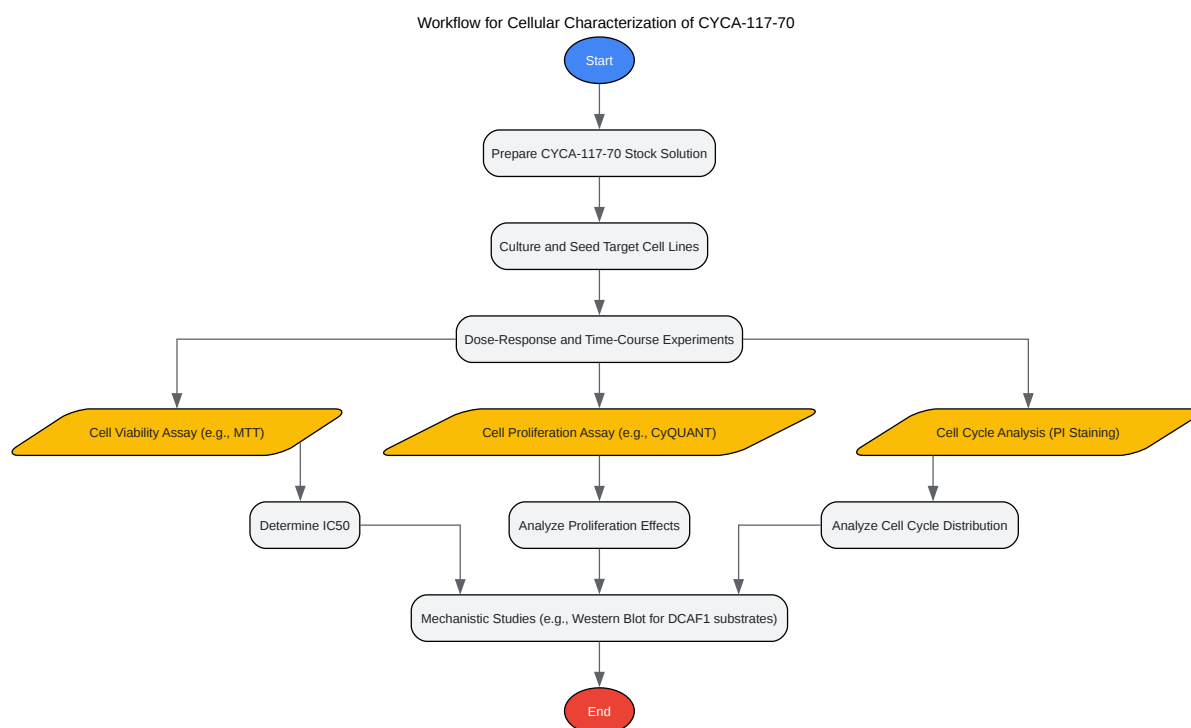 Workflow for Cellular Characterization of CYCA-117-70
Start
Prepare CYCA-117-70 Stock Solution
Culture and Seed Target Cell Lines
Dose-Response and Time-Course Experiments
Cell Viability Assay (e.g., MTT)
Cell Proliferation Assay (e.g., CyQUANT)
Cell Cycle Analysis (PI Staining)
Determine IC50
Analyze Proliferation Effects
Analyze Cell Cycle Distribution
Mechanistic Studies (e.g., Western Blot for DCAF1 substrates)
End